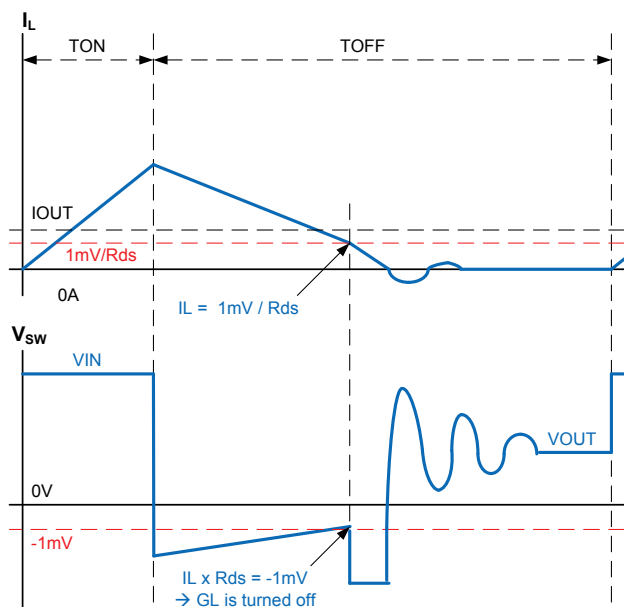 IL
TON
TOFF
IOUT
1mV/Rds
0A
IL = 1mV / Rds
VSW
VIN
VOUT
0V
-1mV
IL x Rds = -1mV
→ GL is turned off